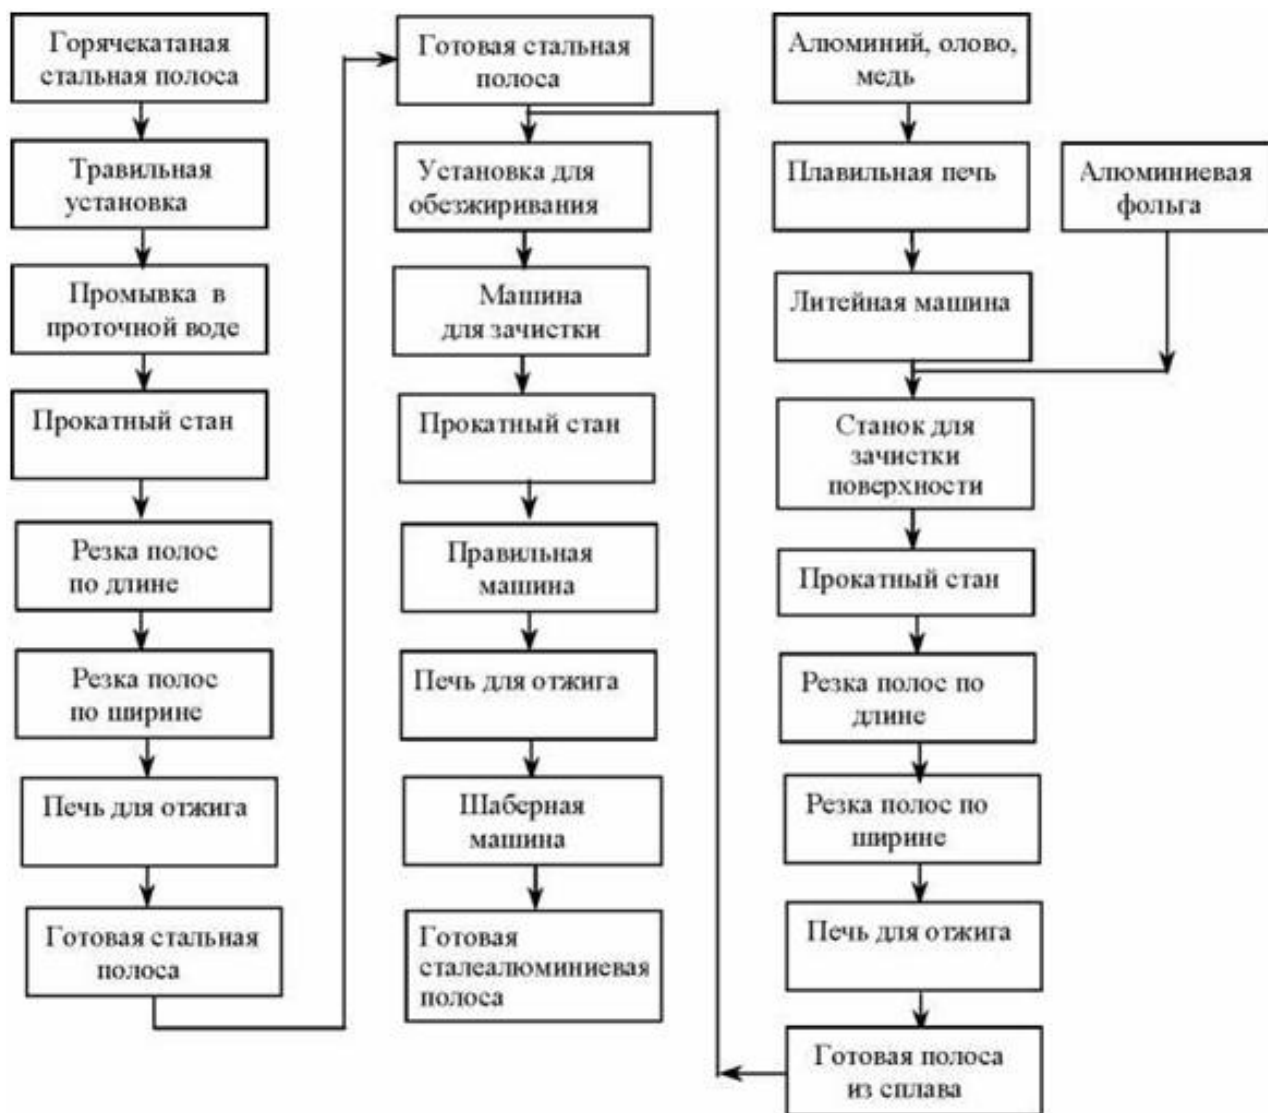 Горячекатаная
стальная полоса
Травильная
установка
Промывка в
проточной воде
Прокатный стан
Резка полос
по длине
Резка полос
по ширине
Печь для отжига
Готовая стальная
полоса
Готовая стальная
полоса
Установка для
обезжиривания
Машина
для зачистки
Прокатный стан
Правильная
машина
Печь для отжига
Шаберная
машина
Готовая
сталеалюминиевая
полоса
Алюминий, олово,
медь
Плавильная печь
Алюминиевая
фольга
Литейная машина
Станок для
зачистки
поверхности
Прокатный стан
Резка полос по
длине
Резка полос по
ширине
Печь для отжига
Готовая полоса
из сплава